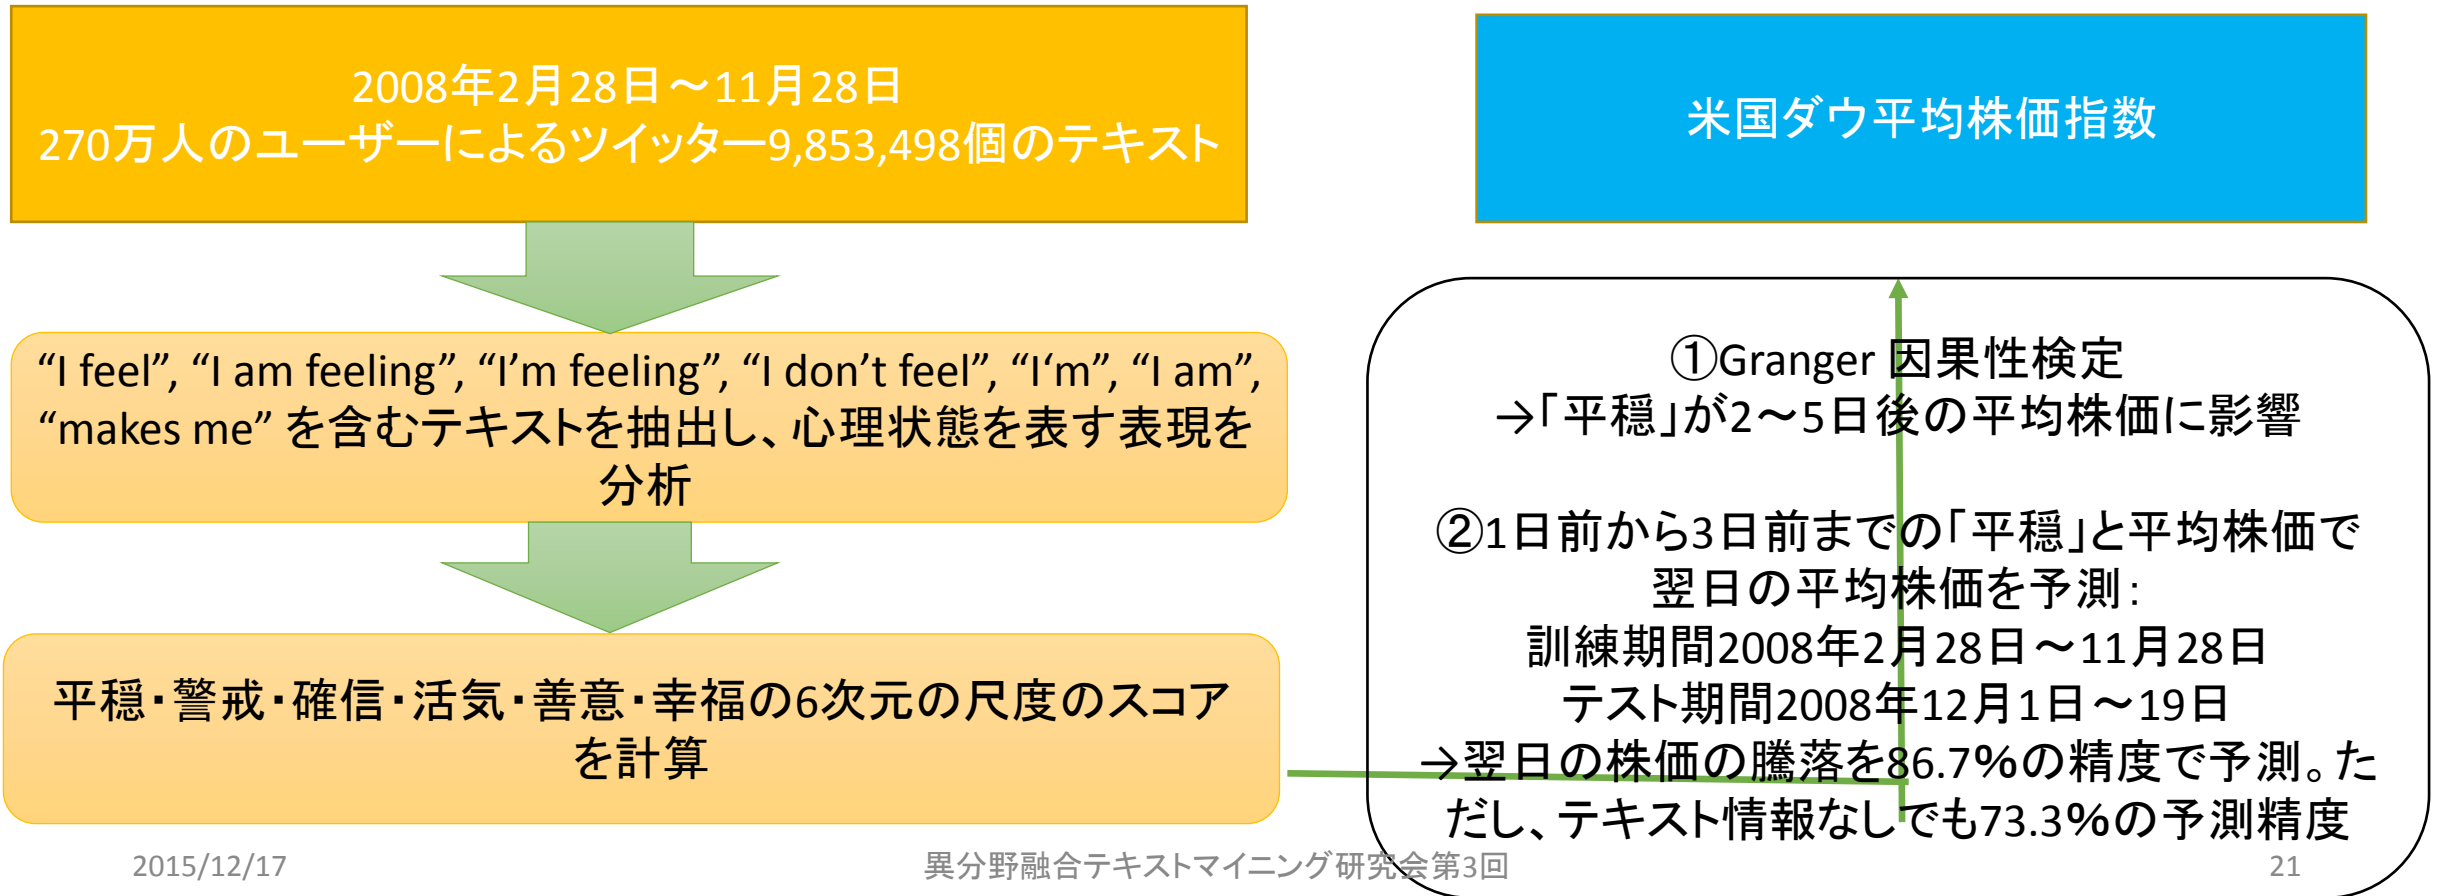 2008年2月28日～11月28日
270万人のユーザーによるツイッター9,853,498個のテキスト
米国ダウ平均株価指数
“I feel”, “I am feeling”, “I’m feeling”, “I don’t feel”, “I‘m”, “I am”,
“makes me” を含むテキストを抽出し、心理状態を表す表現を
分析
平穏・警戒・確信・活気・善意・幸福の6次元の尺度のスコア
を計算
①Granger 因果性検定
→「平穏」が2～5日後の平均株価に影響
②1日前から3日前までの「平穏」と平均株価で
翌日の平均株価を予測：
訓練期間2008年2月28日～11月28日
テスト期間2008年12月1日～19日
→翌日の株価の騰落を86.7％の精度で予測。た
だし、テキスト情報なしでも73.3％の予測精度
2015/12/17
異分野融合テキストマイニング研究会第3回
21